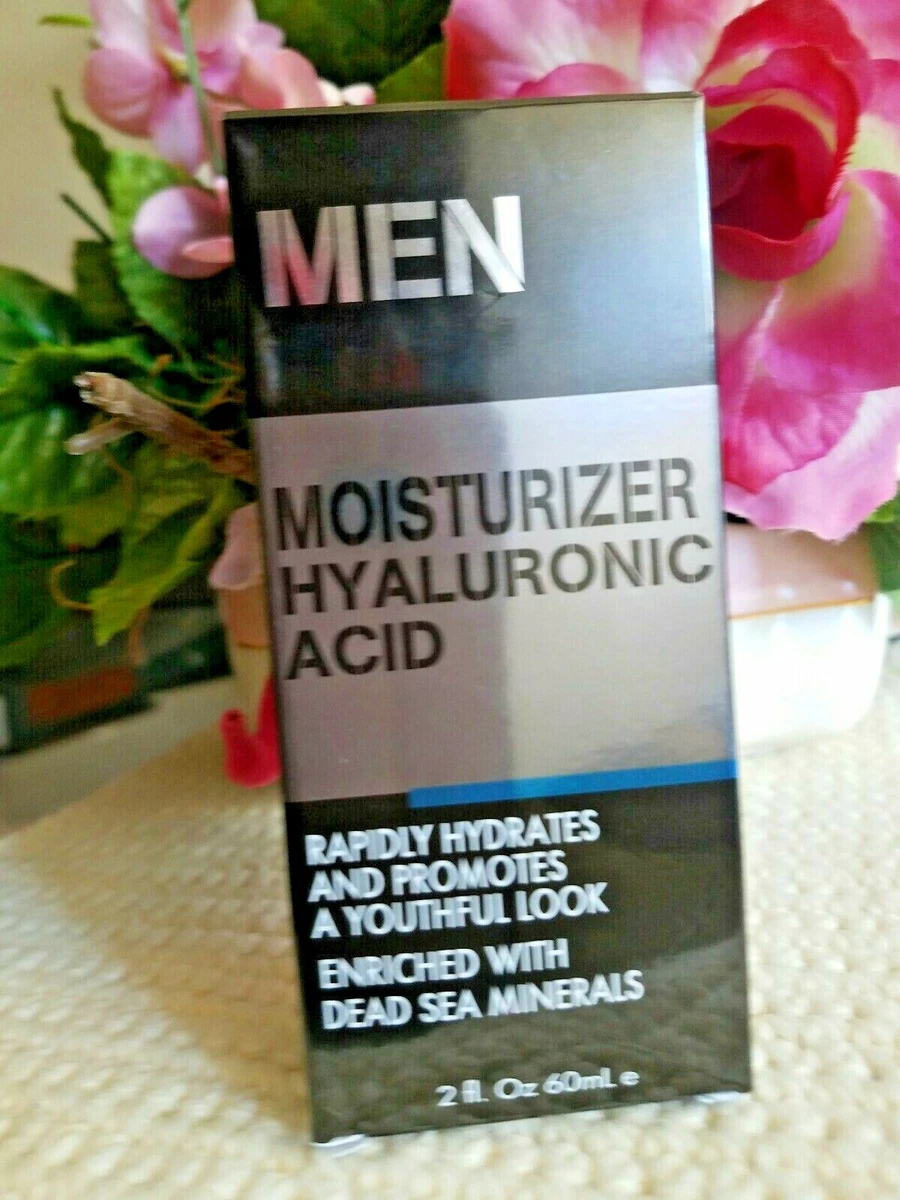 MEN
MOISTURIZER
HYALURONIC
ACID
RAPIDLY HYDRATES
AND PROMOTES
A YOUTHFUL LOOK
ENRICHED WITH
DEAD SEA MINERALS
2 fl. Oz 60mL e